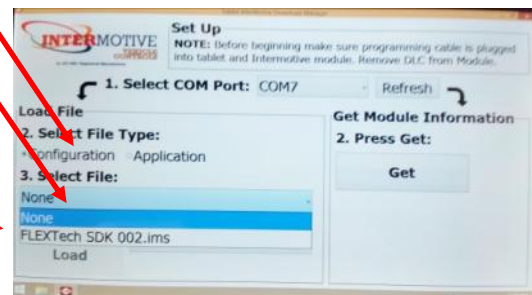 INTERMOTIVE
VEHICLE
CONTROLS
Set Up
NOTE: Before beginning make sure programming cable is plugged
into tablet and Intermotive module. Remove DLC from Module.
1. Select COM Port: COM7
Refresh
Load File
2. Select File Type:
Configuration Application
3. Select File:
None
None
FLEXTech SDK 002.ims
Load
Get Module Information
2. Press Get:
Get